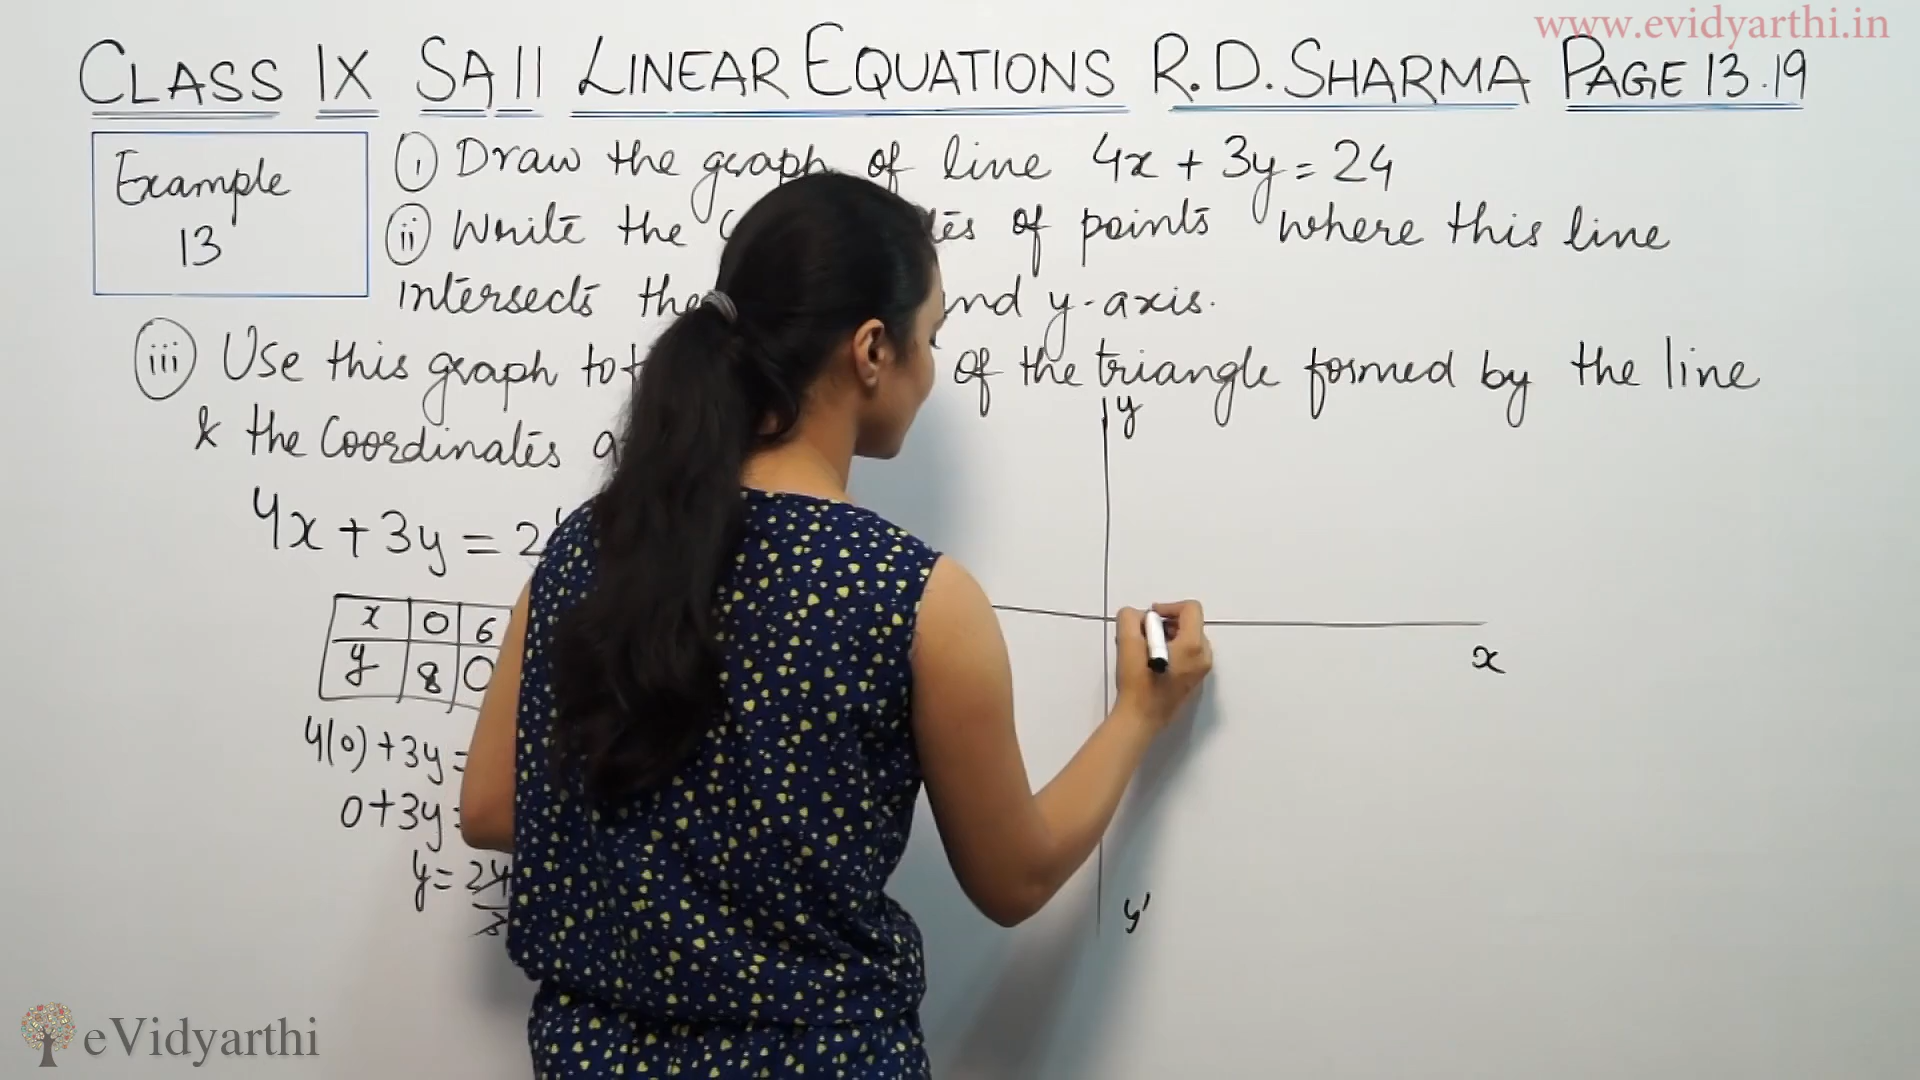 www.evidyarthi.in
CLASS IX SA II LINEAR EQUATIONS R.D. SHARMA PAGE 13.19
Example
13
(i) Draw the graph of line 4x + 3y = 24
(ii) Write the of points where this line
intersects the and y-axis.
(iii) Use this graph to of the triangle formed by the line
& the Coordinates
4x + 3y = 2
x 0 6
y 8 0
4(0) + 3y =
0 + 3y =
y = 24
3
y
x
y'
eVidyarthi